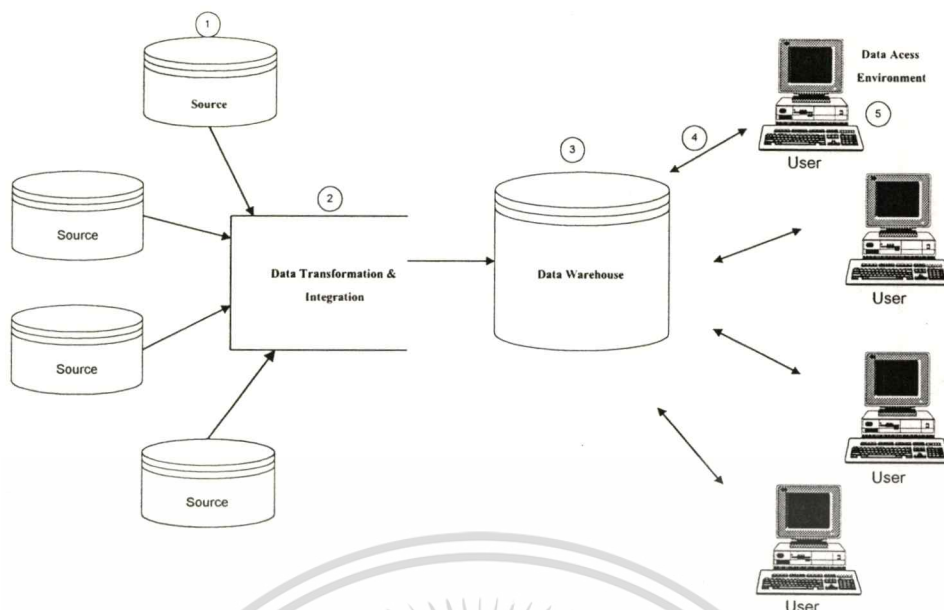 1
Source
Data Acess
Environment
5
User
4
3
2
Source
Data Transformation &
Integration
Data Warehouse
User
Source
User
Source
User